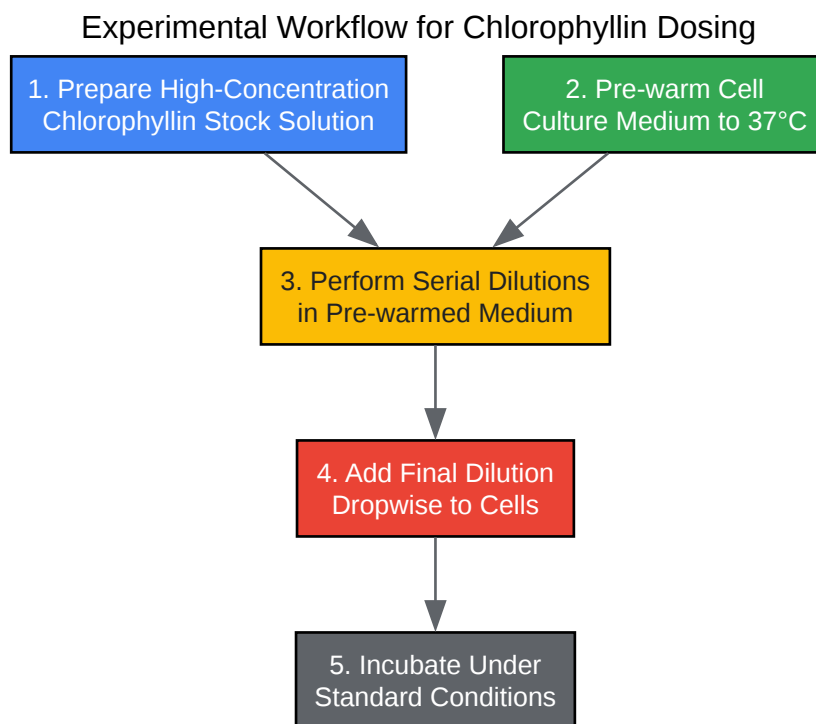 Experimental Workflow for Chlorophyllin Dosing
1. Prepare High-Concentration
Chlorophyllin Stock Solution
2. Pre-warm Cell
Culture Medium to 37°C
3. Perform Serial Dilutions
in Pre-warmed Medium
4. Add Final Dilution
Dropwise to Cells
5. Incubate Under
Standard Conditions